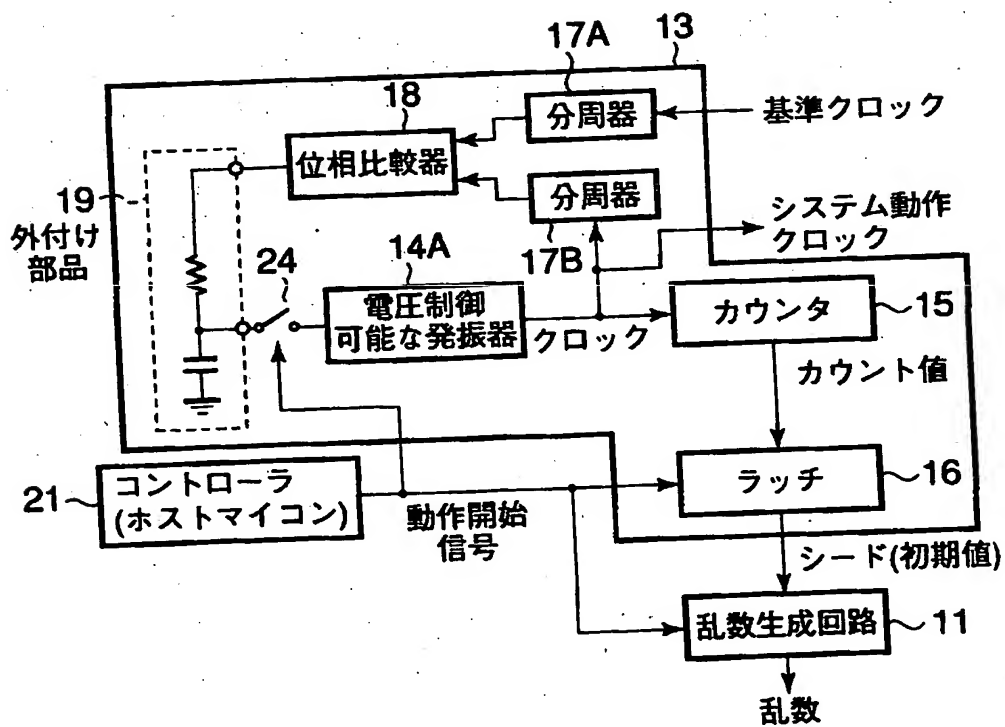 13
17A
18
分周器
基準クロック
位相比較器
19
外付け
部品
分周器
17B
システム動作
クロック
24
14A
電圧制御
可能な発振器
クロック
カウンタ
15
カウント値
21
コントローラ
(ホストマイコン)
動作開始
信号
ラッチ
16
シード(初期値)
乱数生成回路
11
乱数